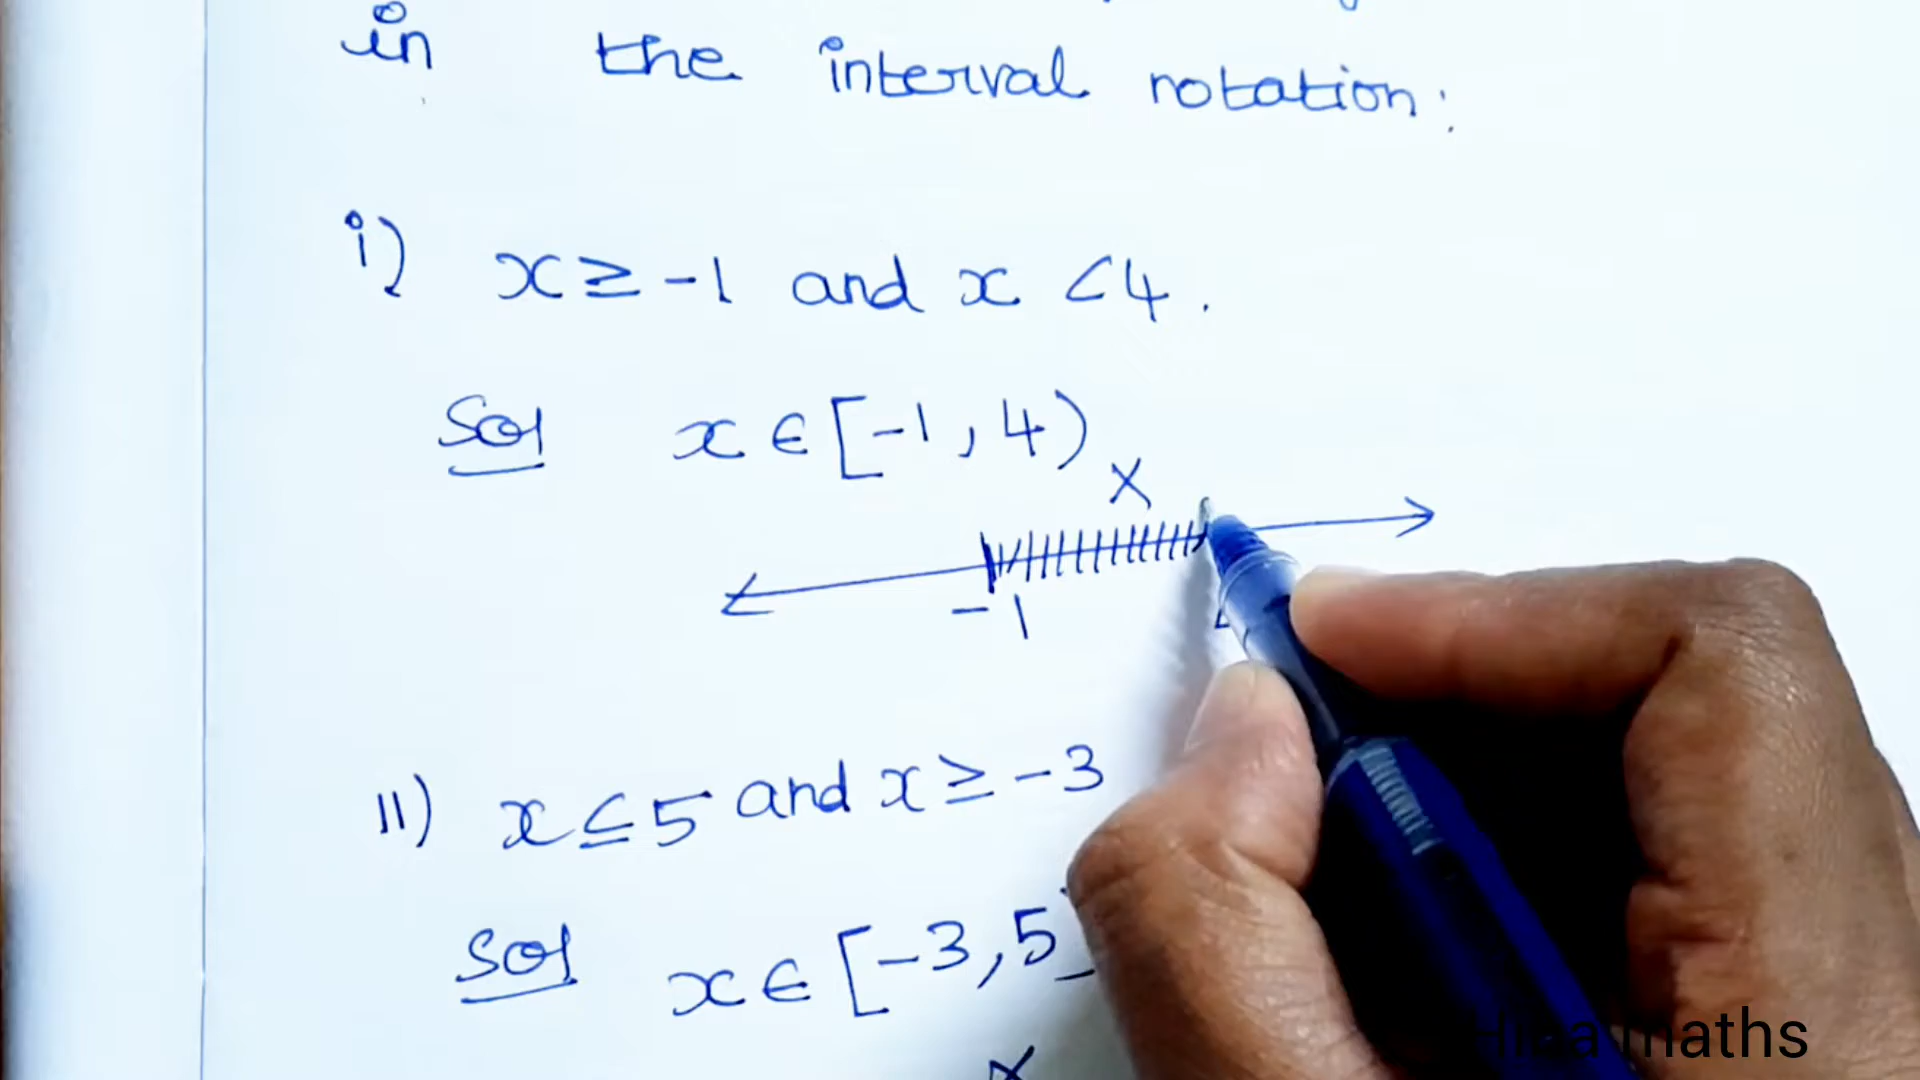 in the interval notation:
i) x ≥ -1 and x < 4.
Sol x ∈ [-1, 4)
x
-1
ii) x ≤ 5 and x ≥ -3
Sol x ∈ [-3, 5]
x
maths